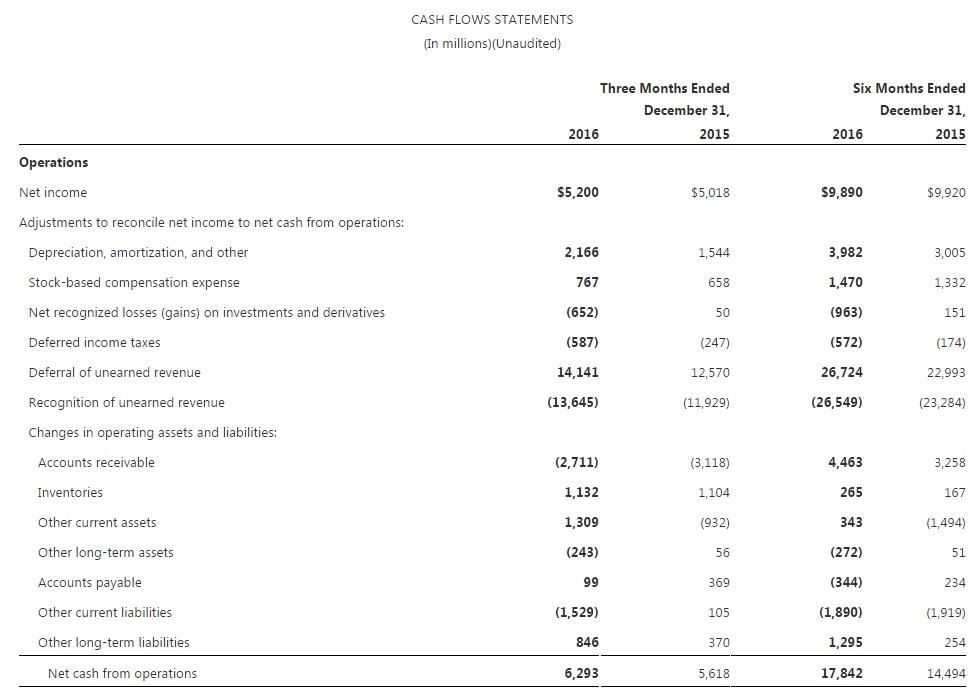 CASH FLOWS STATEMENTS
(In millions)(Unaudited)
Three Months Ended Six Months Ended
December 31, December 31,
2016 2015 2016 2015
Operations
Net income $5,200 $5,018 $9,890 $9,920
Adjustments to reconcile net income to net cash from operations:
Depreciation, amortization, and other 2,166 1,544 3,982 3,005
Stock-based compensation expense 767 658 1,470 1,332
Net recognized losses (gains) on investments and derivatives (652) 50 (963) 151
Deferred income taxes (587) (247) (572) (174)
Deferral of unearned revenue 14,141 12,570 26,724 22,993
Recognition of unearned revenue (13,645) (11,929) (26,549) (23,284)
Changes in operating assets and liabilities:
Accounts receivable (2,711) (3,118) 4,463 3,258
Inventories 1,132 1,104 265 167
Other current assets 1,309 (932) 343 (1,494)
Other long-term assets (243) 56 (272) 51
Accounts payable 99 369 (344) 234
Other current liabilities (1,529) 105 (1,890) (1,919)
Other long-term liabilities 846 370 1,295 254
Net cash from operations 6,293 5,618 17,842 14,494